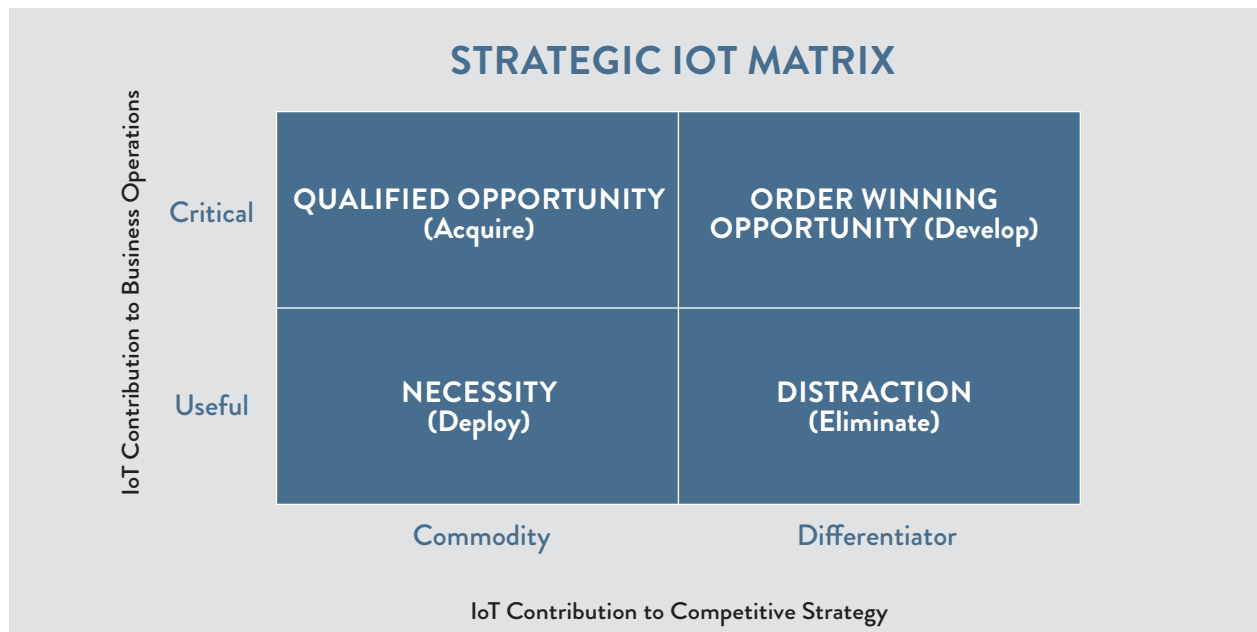 STRATEGIC IOT MATRIX
IoT Contribution to Business Operations
Critical
QUALIFIED OPPORTUNITY
(Acquire)
ORDER WINNING
OPPORTUNITY (Develop)
Useful
NECESSITY
(Deploy)
DISTRACTION
(Eliminate)
Commodity
Differentiator
IoT Contribution to Competitive Strategy